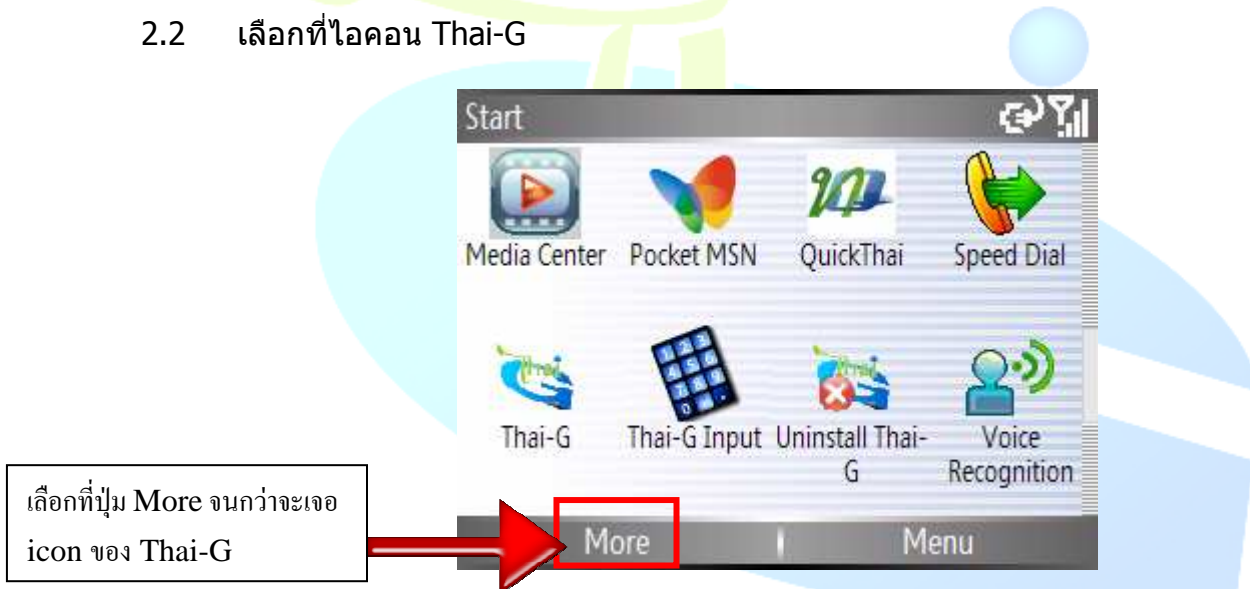 2.2 เลือกที่ไอคอน Thai-G
Start
Media Center Pocket MSN QuickThai Speed Dial
Thai-G Thai-G Input Uninstall Thai- Voice
G Recognition
เลือกที่ปุ่ม More จนกว่าจะเจอ
icon ของ Thai-G
More Menu